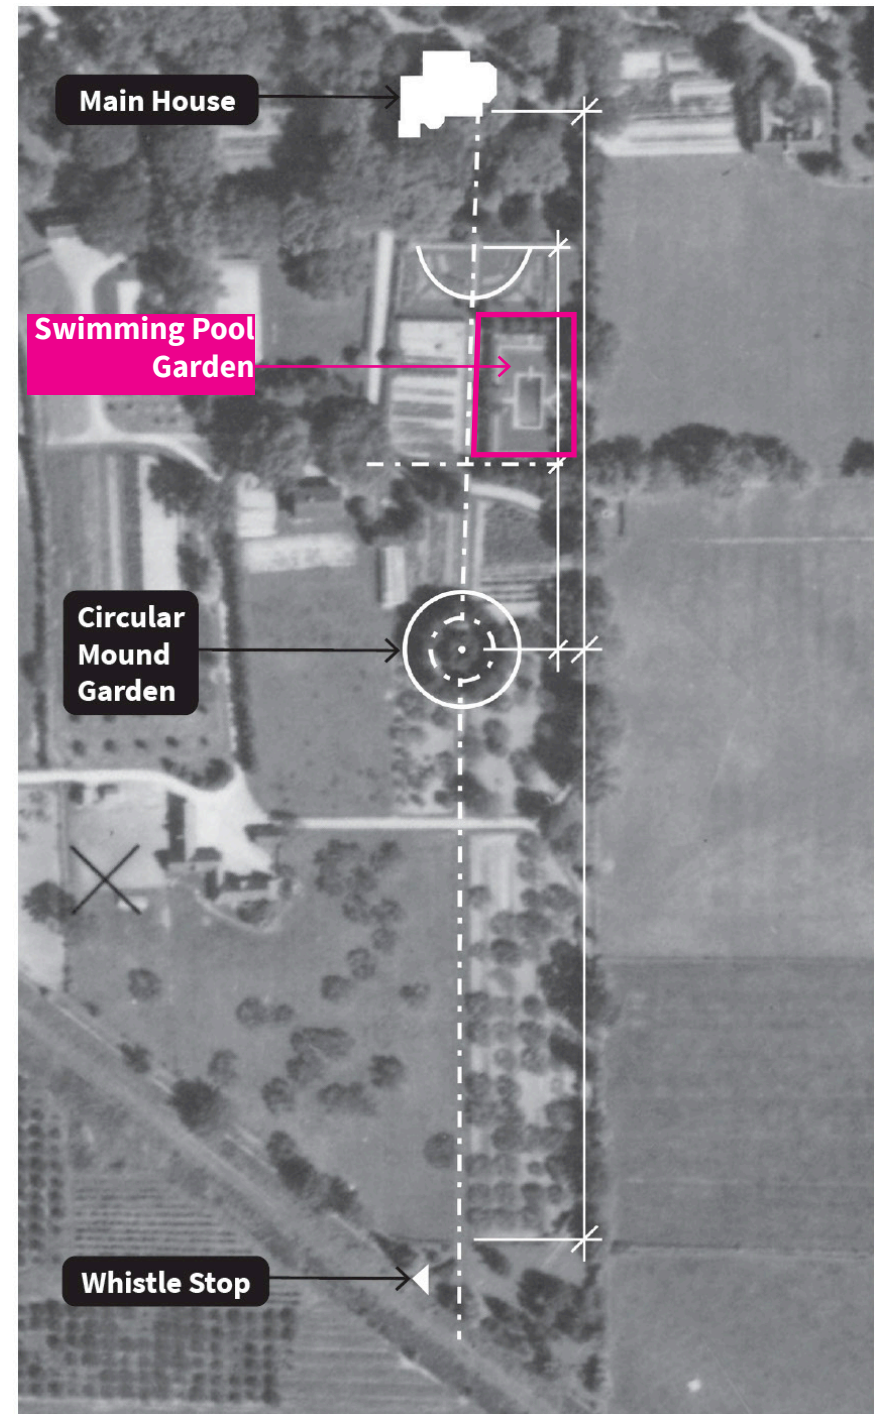 Main House
Swimming Pool
Garden
Circular
Mound
Garden
Whistle Stop